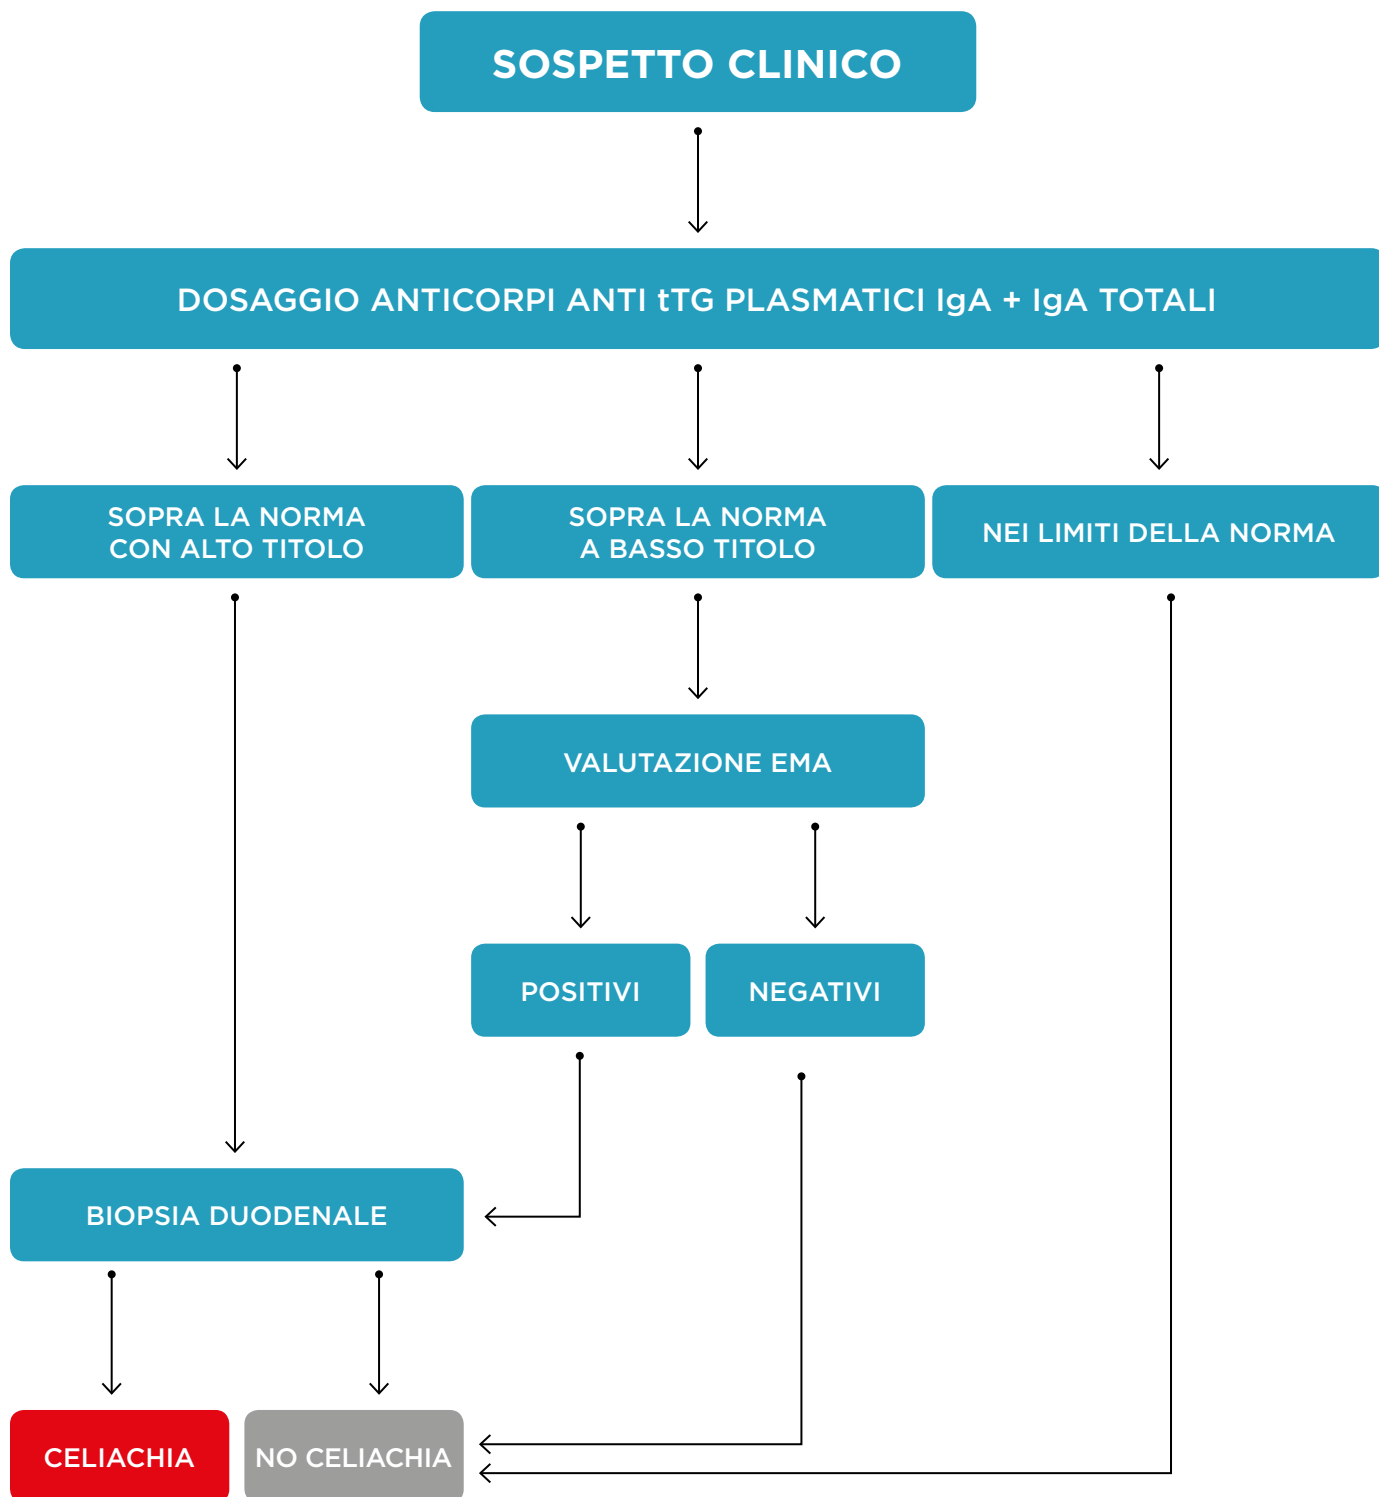 SOSPETTO CLINICO
DOSAGGIO ANTICORPI ANTI tTG PLASMATICI IgA + IgA TOTALI
SOPRA LA NORMA
CON ALTO TITOLO
SOPRA LA NORMA
A BASSO TITOLO
NEI LIMITI DELLA NORMA
VALUTAZIONE EMA
POSITIVI
NEGATIVI
BIOPSIA DUODENALE
CELIACHIA
NO CELIACHIA